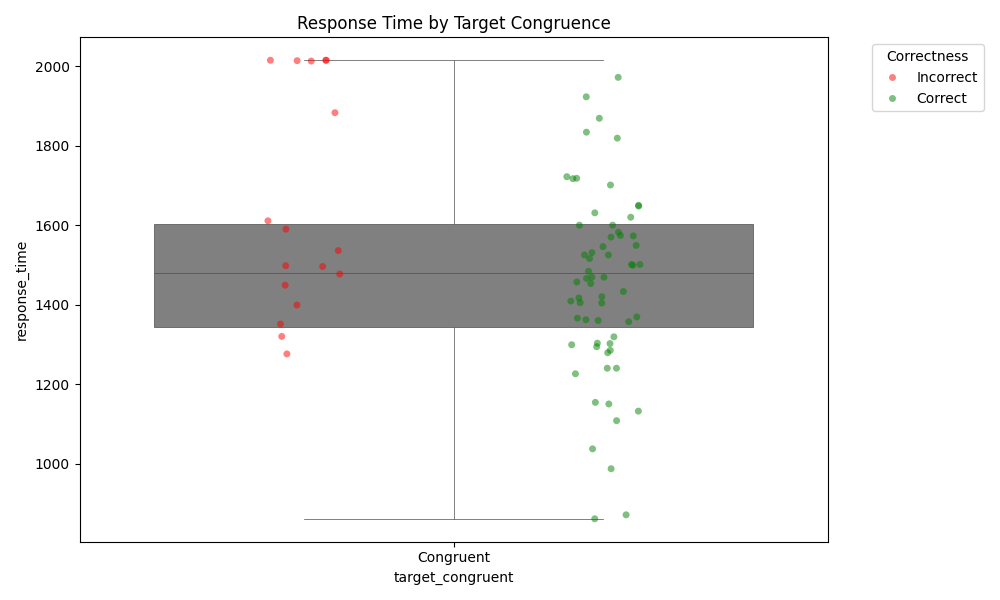 Response Time by Target Congruence
Correctness
Incorrect
Correct
response_time
2000
1800
1600
1400
1200
1000
Congruent
target_congruent